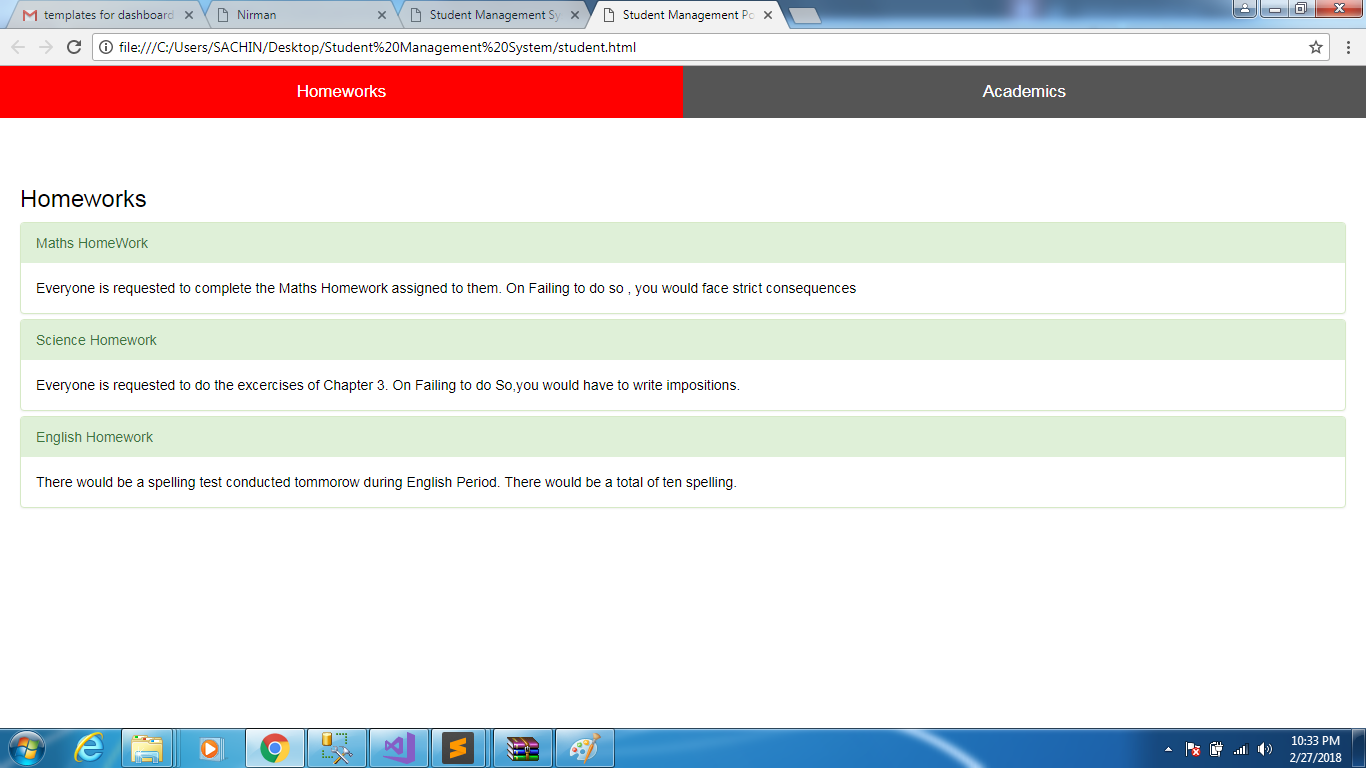 templates for dashboard
Nirman
Student Management Sy
Student Management Po
file:///C:/Users/SACHIN/Desktop/Student%20Management%20System/student.html
Homeworks
Academics
Homeworks
Maths HomeWork
Everyone is requested to complete the Maths Homework assigned to them. On Failing to do so , you would face strict consequences
Science Homework
Everyone is requested to do the excercises of Chapter 3. On Failing to do So,you would have to write impositions.
English Homework
There would be a spelling test conducted tommorow during English Period. There would be a total of ten spelling.
10:33 PM
2/27/2018